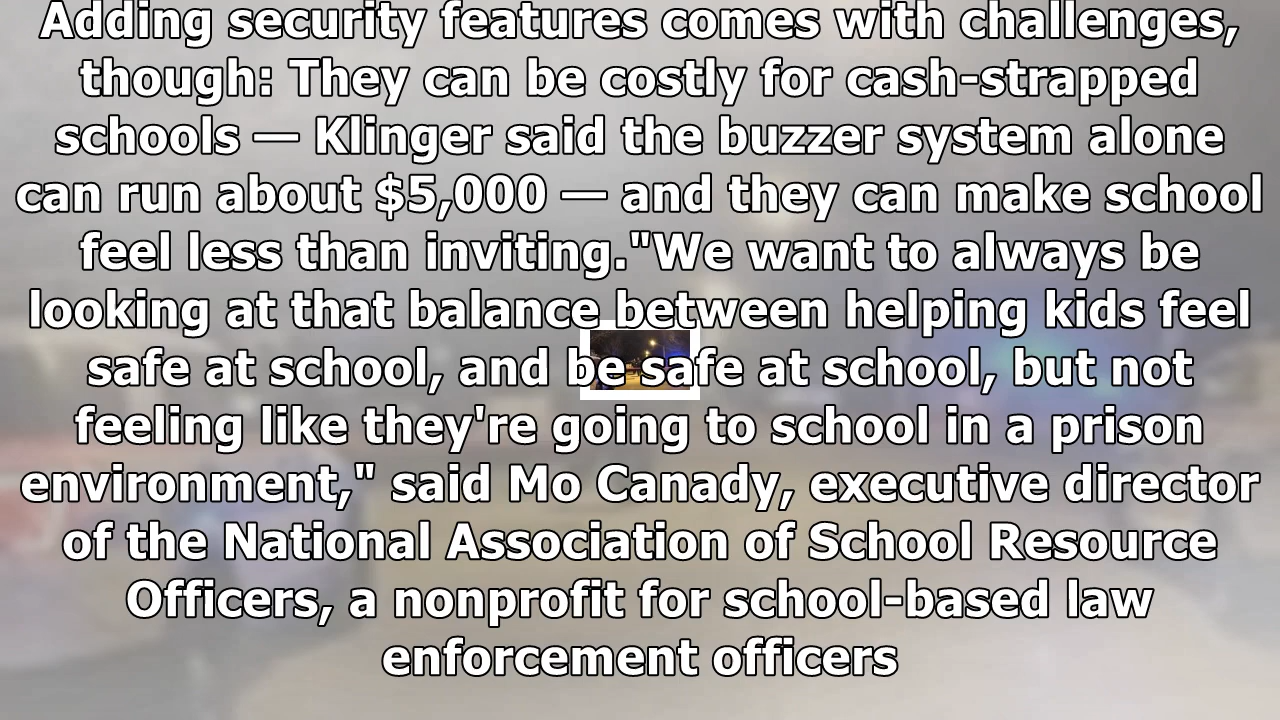 Adding security features comes with challenges,
though: They can be costly for cash-strapped
schools — Klinger said the buzzer system alone
can run about $5,000 — and they can make school
feel less than inviting."We want to always be
looking at that balance between helping kids feel
safe at school, and be safe at school, but not
feeling like they're going to school in a prison
environment," said Mo Canady, executive director
of the National Association of School Resource
Officers, a nonprofit for school-based law
enforcement officers